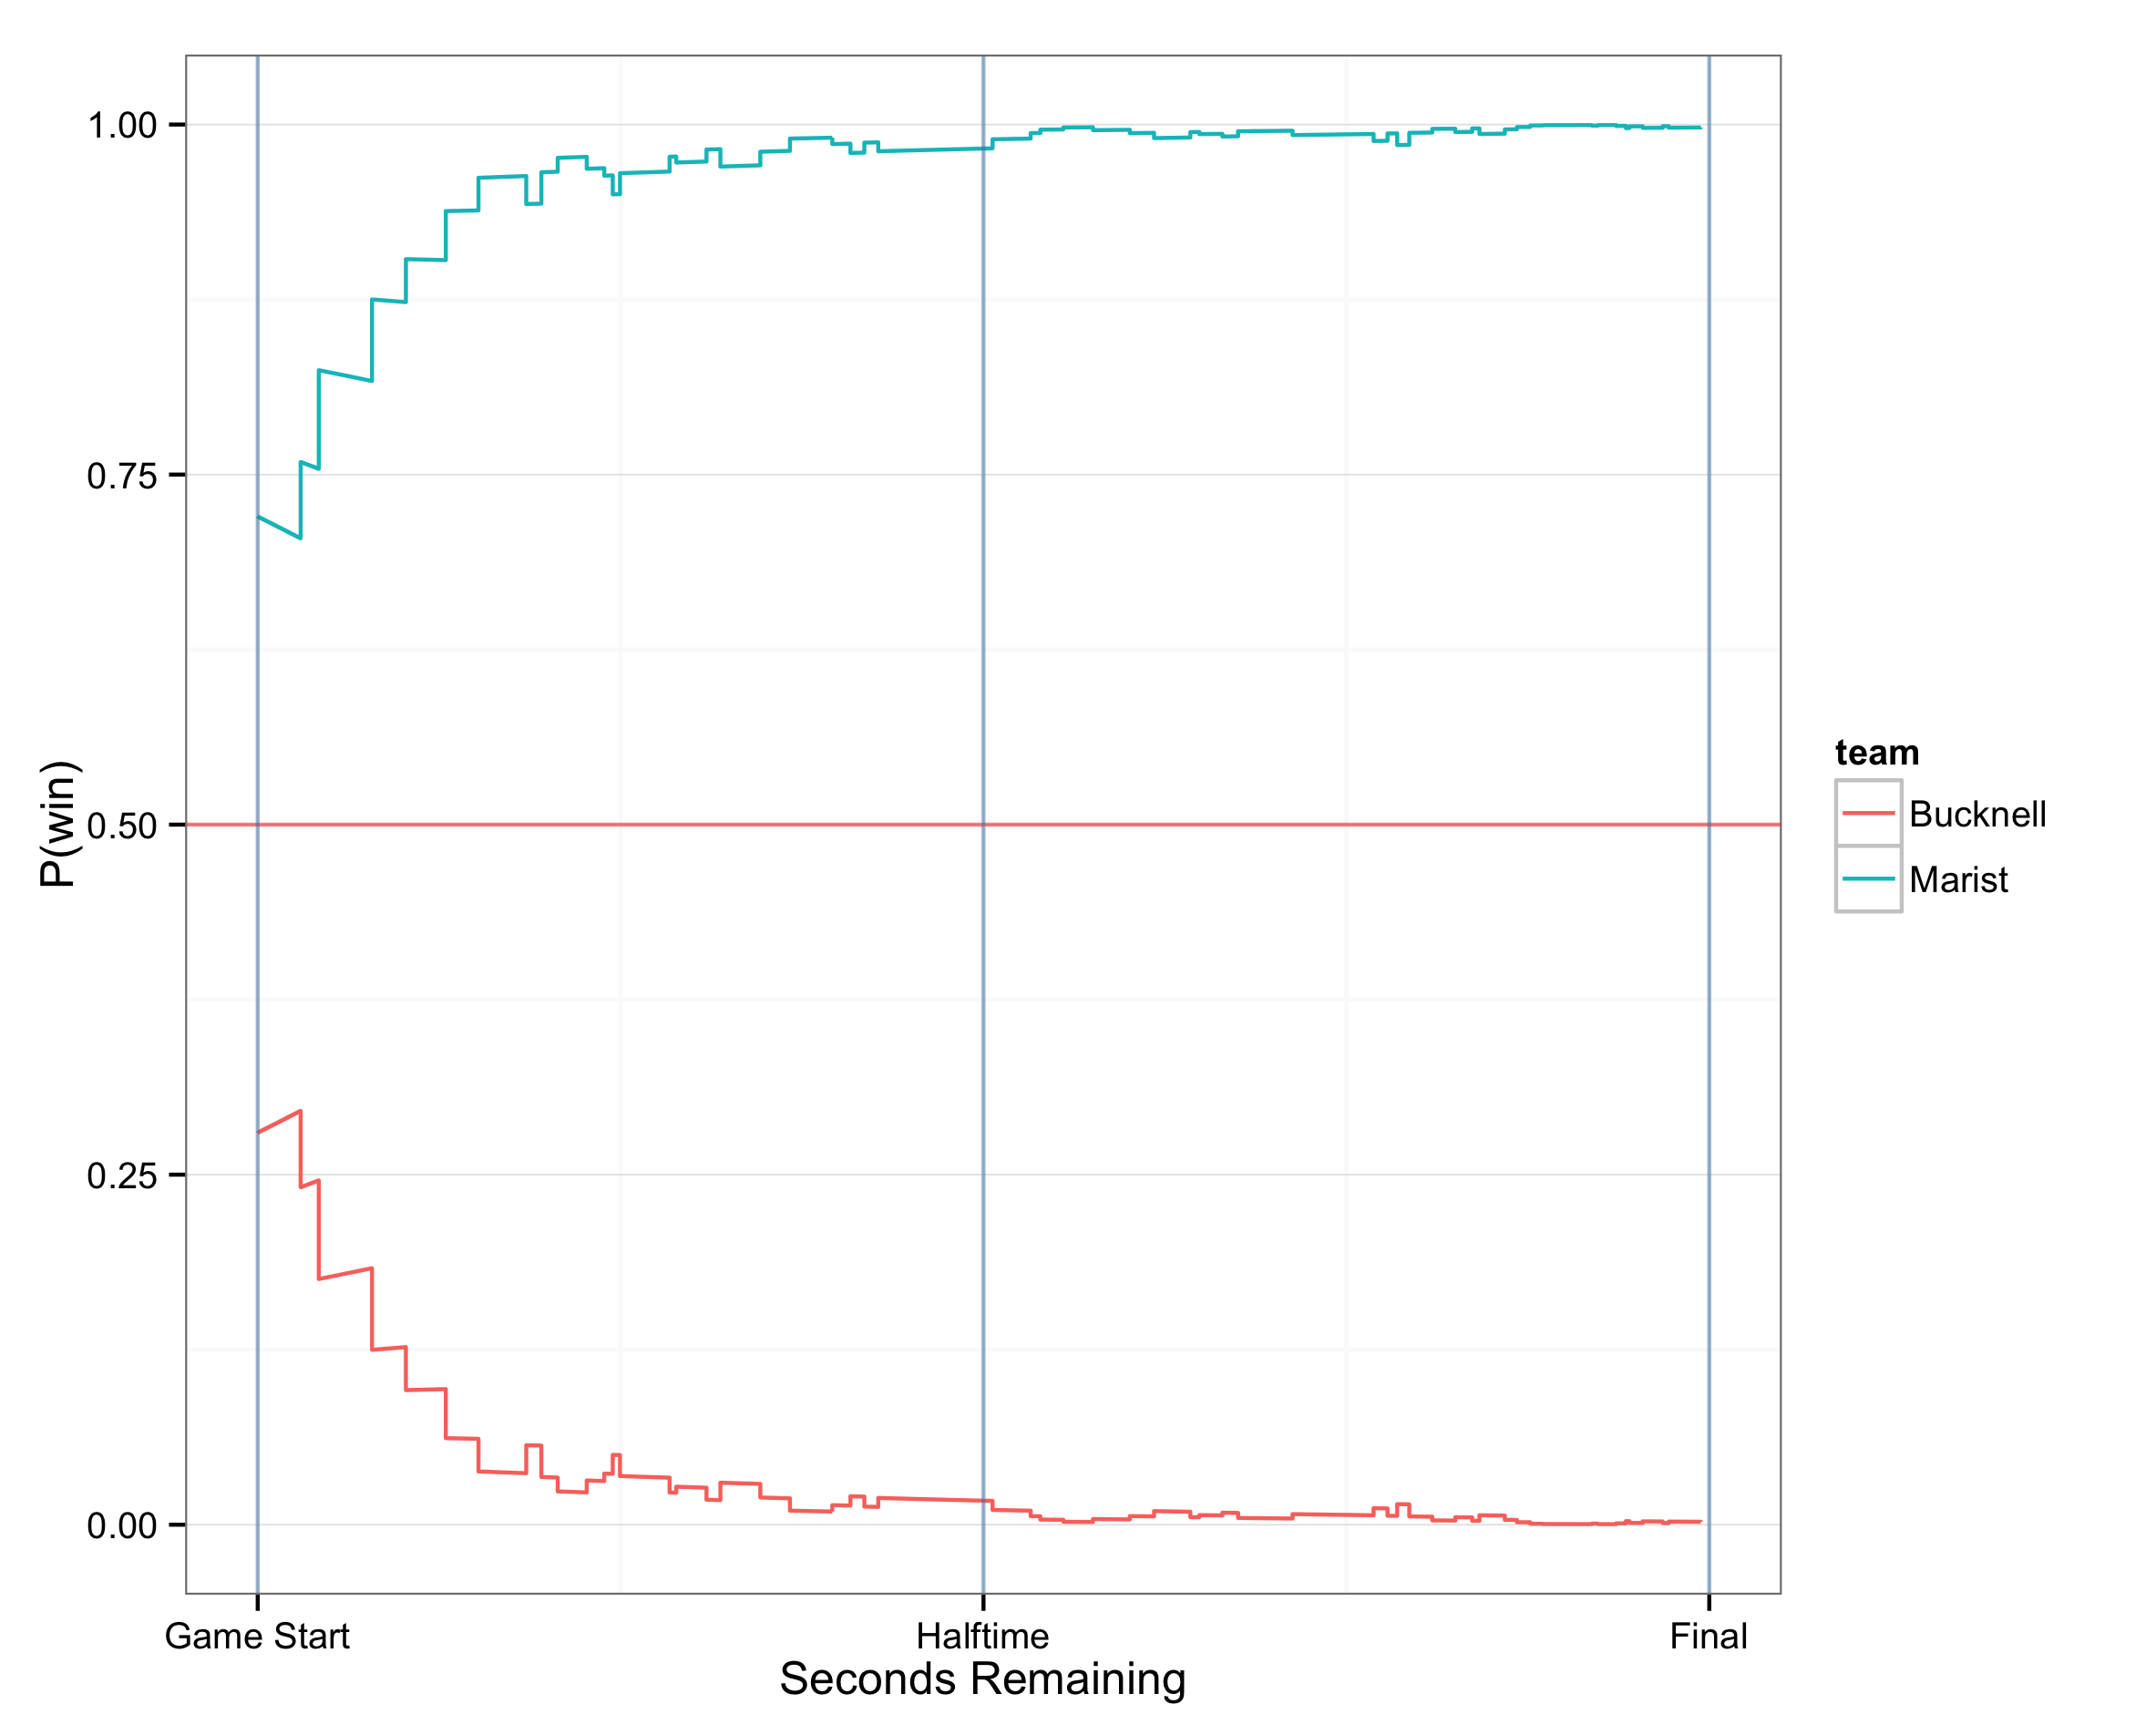 1.00
0.75
0.50
0.25
0.00
P(win)
Game Start
Halftime
Final
Seconds Remaining
team
Bucknell
Marist